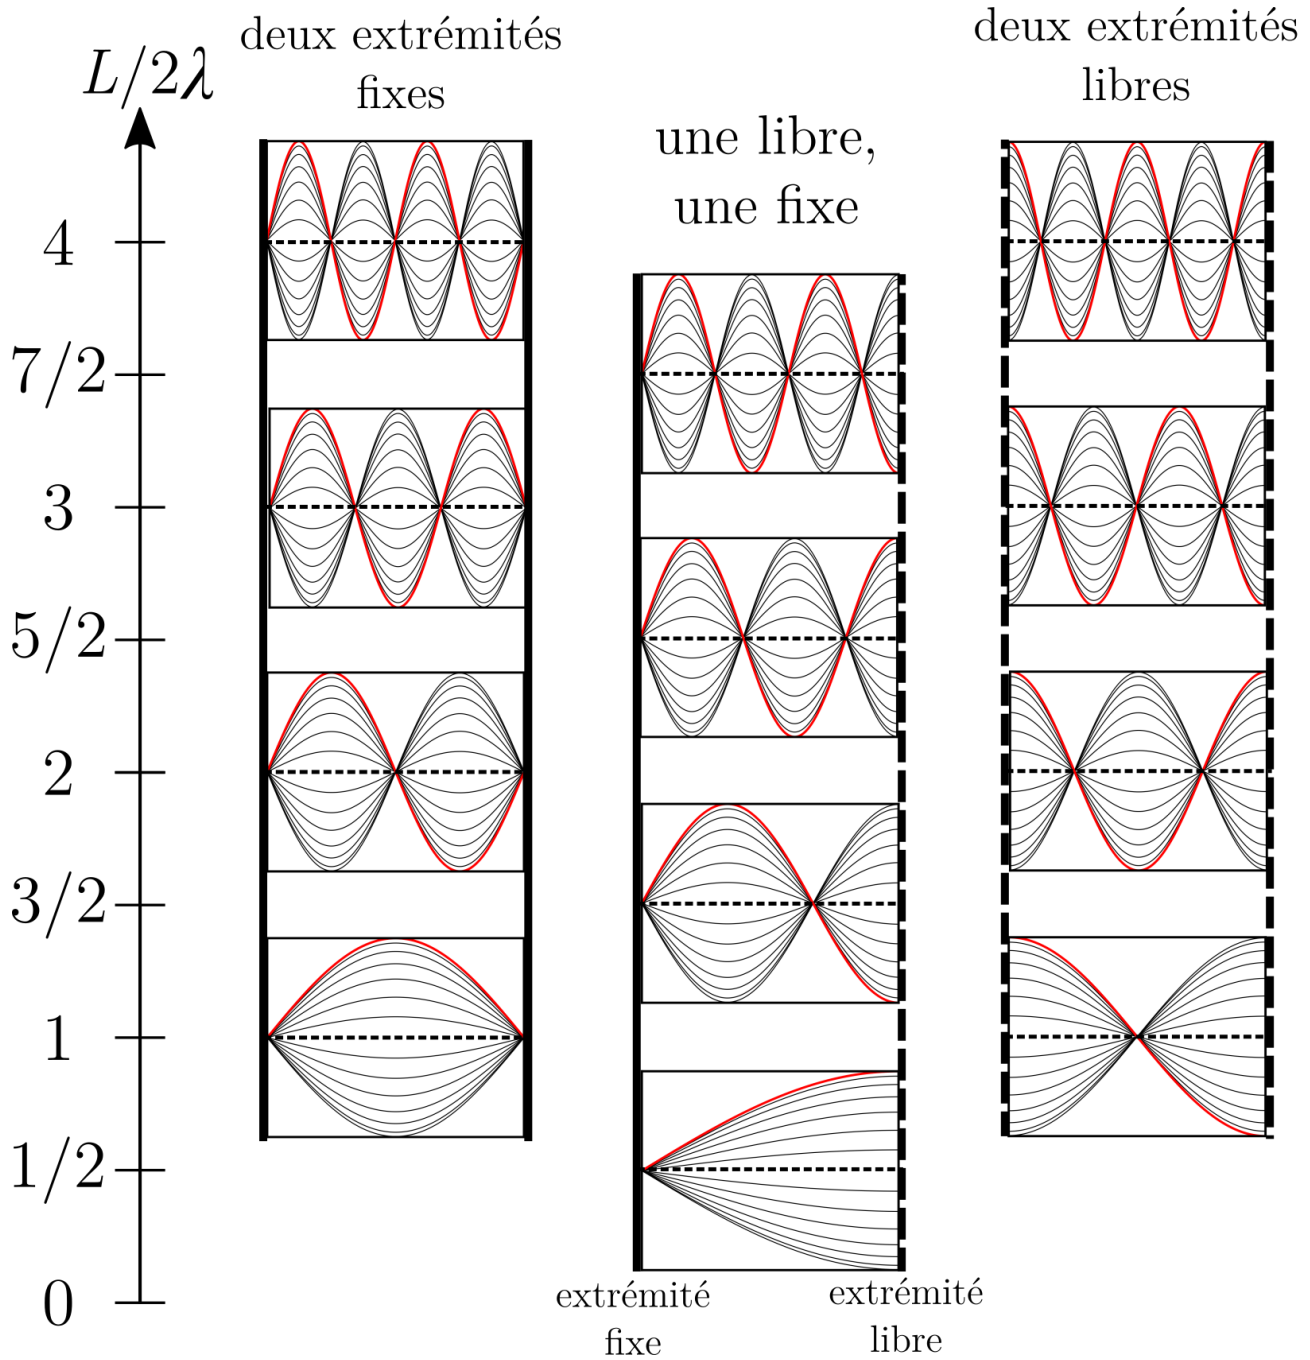 deux extrémités
fixes
deux extrémités
libres
L/2λ
une libre,
une fixe
4
7/2
3
5/2
2
3/2
1
1/2
0
extrémité
fixe
extrémité
libre